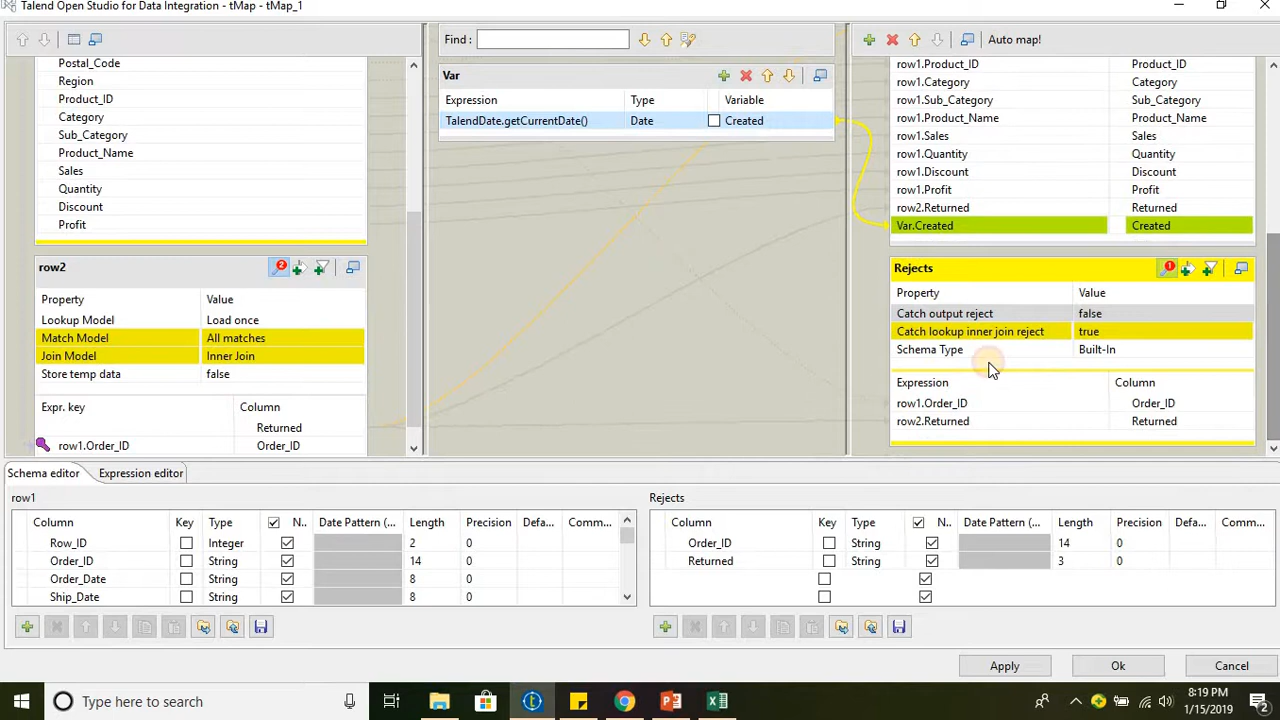 Talend Open Studio for Data Integration - tMap - tMap_1
Postal_Code
Region
Product_ID
Category
Sub_Category
Product_Name
Sales
Quantity
Discount
Profit
row2
2
Property Value
Lookup Model Load once
Match Model All matches
Join Model Inner Join
Store temp data false
Expr. key Column
Returned
row1.Order_ID Order_ID
Find :
Var
Expression Type Variable
TalendDate.getCurrentDate() Date Created
Auto map!
row1.Product_ID Product_ID
row1.Category Category
row1.Sub_Category Sub_Category
row1.Product_Name Product_Name
row1.Sales Sales
row1.Quantity Quantity
row1.Discount Discount
row1.Profit Profit
row2.Returned Returned
Var.Created Created
Rejects
1
Property Value
Catch output reject false
Catch lookup inner join reject true
Schema Type Built-In
Expression Column
row1.Order_ID Order_ID
row2.Returned Returned
Schema editor Expression editor
row1
Column Key Type N.. Date Pattern (... Length Precision Defa... Comm...
Row_ID Integer 2 0
Order_ID String 14 0
Order_Date String 8 0
Ship_Date String 8 0
Rejects
Column Key Type N.. Date Pattern (... Length Precision Defa... Comm...
Order_ID String 14 0
Returned String 3 0
Apply Ok Cancel
Type here to search
8:19 PM
1/15/2019
2